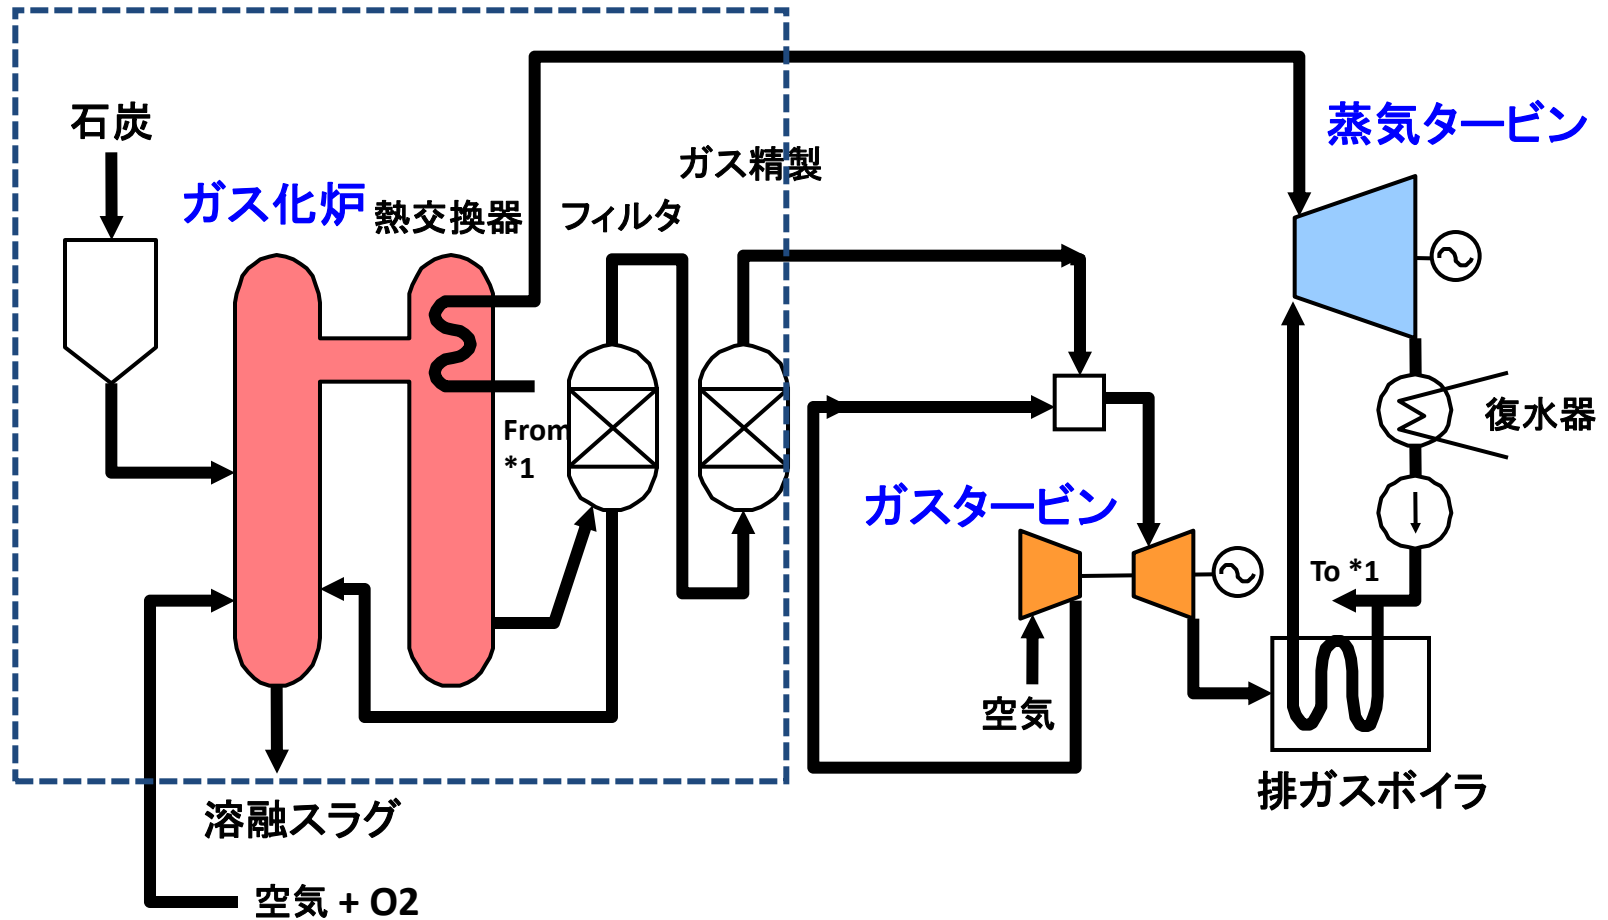 石炭
蒸気タービン
ガス精製
ガス化炉
熱交換器
フィルタ
復水器
From
*1
ガスタービン
To *1
空気
排ガスボイラ
溶融スラグ
空気 + O2